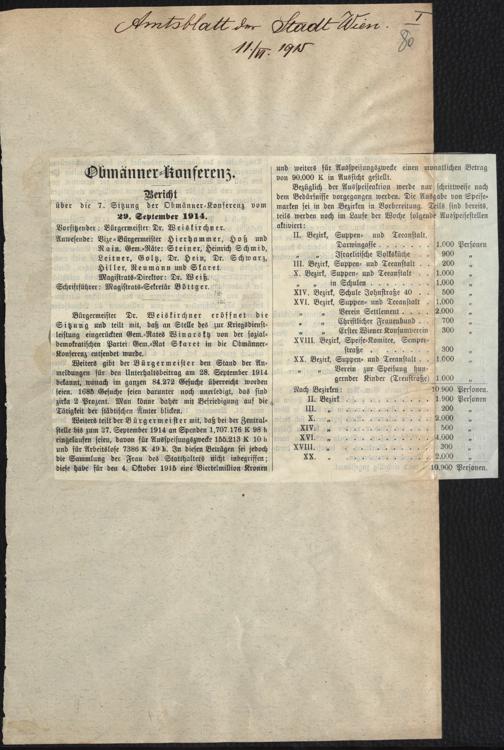 Amtsblatt der Stadt Wien.
I
80
11/VI. 1915
Obmänner-Konferenz.
Bericht
über die 7. Sitzung der Obmänner-Konferenz vom
29. September 1914.
Vorsitzender: Bürgermeister Dr. Weiskirchner.
Anwesende: Vize-Bürgermeister Hierhammer, Hoß und
Rain, Gem.-Räte: Steiner, Heinrich Schmid,
Leitner, Goltz, Dr. Hein, Dr. Schwarz,
Hiller, Reumann und Skaret.
Magistrats-Direktor: Dr. Weiß.
Schriftführer: Magistrats-Sekretär Böttger.
Bürgermeister Dr. Weiskirchner eröffnet die
Sitzung und teilt mit, daß an Stelle des zur Kriegsdienst-
leistung eingerückten Gem.-Rates Winarsky von der sozial-
demokratischen Partei Gem.-Rat Skaret in die Obmänner-
Konferenz entsendet wurde.
Weiters gibt der Bürgermeister den Stand der An-
meldungen für den Unterhaltsbeitrag am 28. September 1914
bekannt, wonach im ganzen 84.272 Gesuche überreicht worden
seien. 1685 Gesuche seien darunter noch unerledigt, das sind
zirka 2 Prozent. Man könne daher mit Befriedigung auf die
Tätigkeit der städtischen Ämter blicken.
Weiters teilt der Bürgermeister mit, daß bei der Zentral-
stelle bis zum 27. September 1914 an Spenden 1,707.176 K 98 h
eingelaufen seien, davon für Ausspeisungszwecke 155.213 K 10 h
und für Arbeitslose 7386 K 49 h. In diesen Beträgen sei jedoch
die Sammlung der Frau des Statthalters nicht inbegriffen;
diese habe für den 4. Oktober 1915 eine Viertelmillion Kronen
und weiters für Ausspeisungszwecke einen monatlichen Betrag
von 90.000 K in Aussicht gestellt.
Bezüglich der Ausspeiseaktion werde nur schrittweise nach
dem Bedürfnisse vorgegangen werden. Die Ausgabe von Speise-
marken sei in den Bezirken in Vorbereitung. Teils sind bereits,
teils werden noch im Laufe der Woche folgende Ausspeisestellen
aktiviert:
II. Bezirk, Suppen- und Teeanstalt,
Darwingasse . . . 1.000 Personen
„ „ Israelitische Volksküche . . 900 „
III. Bezirk, Suppen- und Teeanstalt . . 200 „
X. Bezirk, Suppen- und Teeanstalt . . 1.000 „
„ „ in Schulen . . . 1.000 „
XIV. Bezirk, Schule Johnstraße 40 . . 500 „
XVI. Bezirk, Suppen- und Teeanstalt . . 1.000 „
„ „ Verein Settlement . . . 2.000 „
„ „ Christlicher Frauenbund . . 700 „
„ „ Erster Wiener Konsumverein 300 „
XVIII. Bezirk, Speise-Komitee, Semper-
straße . . . 300 „
XX. Bezirk, Suppen- und Teeanstalt . . 1.000 „
„ „ Verein zur Speisung hun-
gernder Kinder (Treustraße) 1.000 „
10.900 Personen.
Nach Bezirken:
II. Bezirk . . . 1.900 Personen
III. „ . . . 200 „
X. „ . . . 2.000 „
XIV. „ . . . 500 „
XVI. „ . . . 4.000 „
XVIII. „ . . . 300 „
XX. „ . . . 2.000 „
10.900 Personen.